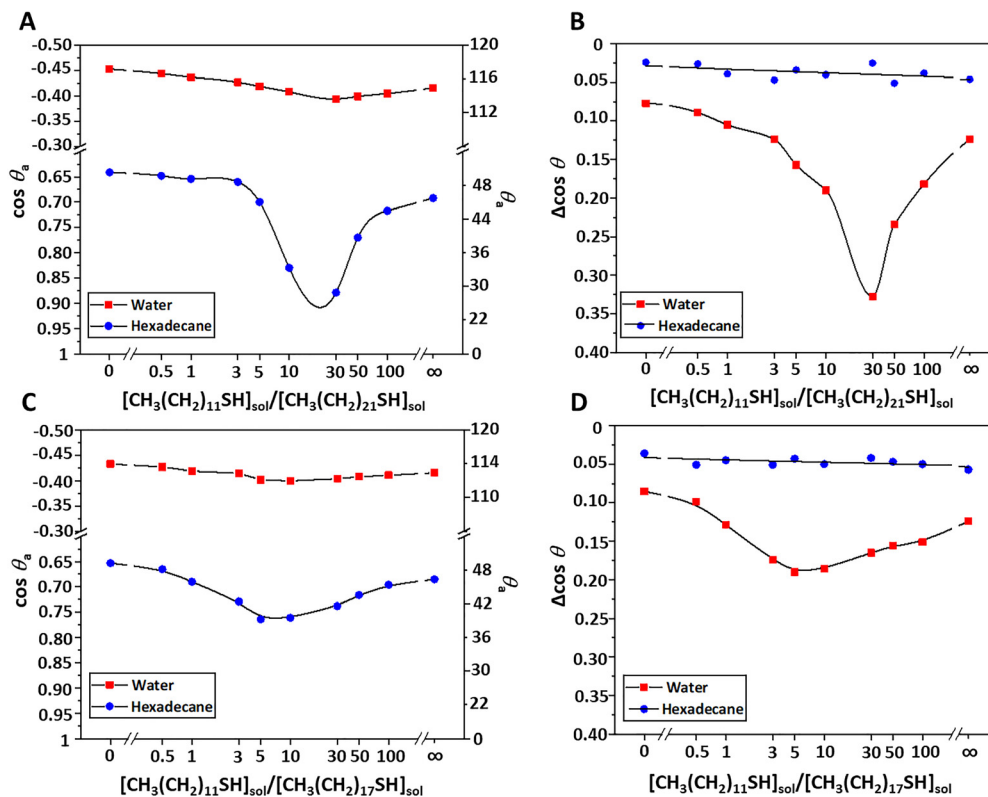 A
-0.50
-0.45
-0.40
-0.35
-0.30
0.65
0.70
0.75
0.80
0.85
0.90
0.95
1
cos θa
120
116
112
48
44
36
30
22
0
θa
Water
Hexadecane
0 0.5 1 3 5 10 30 50 100 ∞
[CH3(CH2)11SH]sol/[CH3(CH2)21SH]sol
B
0
0.05
0.10
0.15
0.20
0.25
0.30
0.35
0.40
Δcos θ
Water
Hexadecane
0 0.5 1 3 5 10 30 50 100 ∞
[CH3(CH2)11SH]sol/[CH3(CH2)21SH]sol
C
-0.50
-0.45
-0.40
-0.35
-0.30
0.65
0.70
0.75
0.80
0.85
0.90
0.95
1
cos θa
120
114
110
48
42
36
30
22
0
θa
Water
Hexadecane
0 0.5 1 3 5 10 30 50 100 ∞
[CH3(CH2)11SH]sol/[CH3(CH2)17SH]sol
D
0
0.05
0.10
0.15
0.20
0.25
0.30
0.35
0.40
Δcos θ
Water
Hexadecane
0 0.5 1 3 5 10 30 50 100 ∞
[CH3(CH2)11SH]sol/[CH3(CH2)17SH]sol